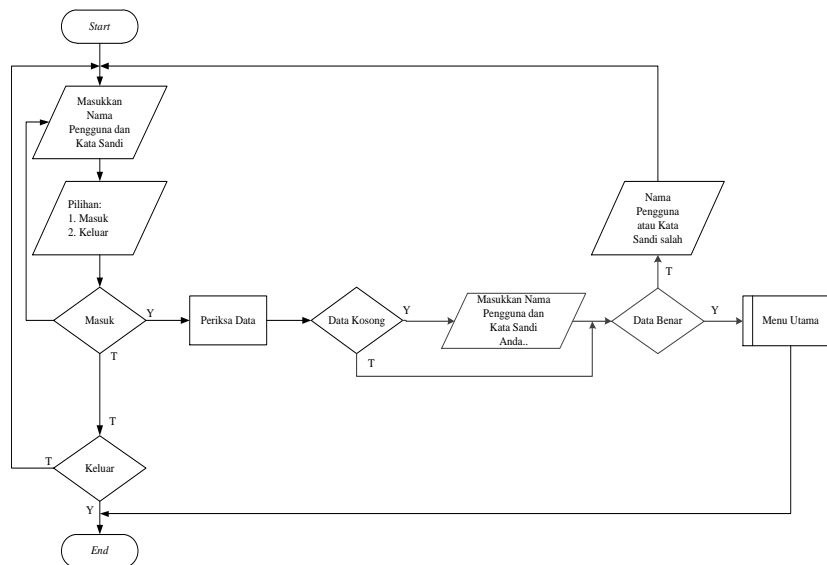 Start
Masukkan
Nama
Pengguna dan
Kata Sandi
Pilihan:
1. Masuk
2. Keluar
Nama
Pengguna
atau Kata
Sandi salah
T
Masuk
Y
Periksa Data
Data Kosong
Y
Masukkan Nama
Pengguna dan
Kata Sandi
Anda..
Data Benar
Y
Menu Utama
T
T
T
T
Keluar
Y
End